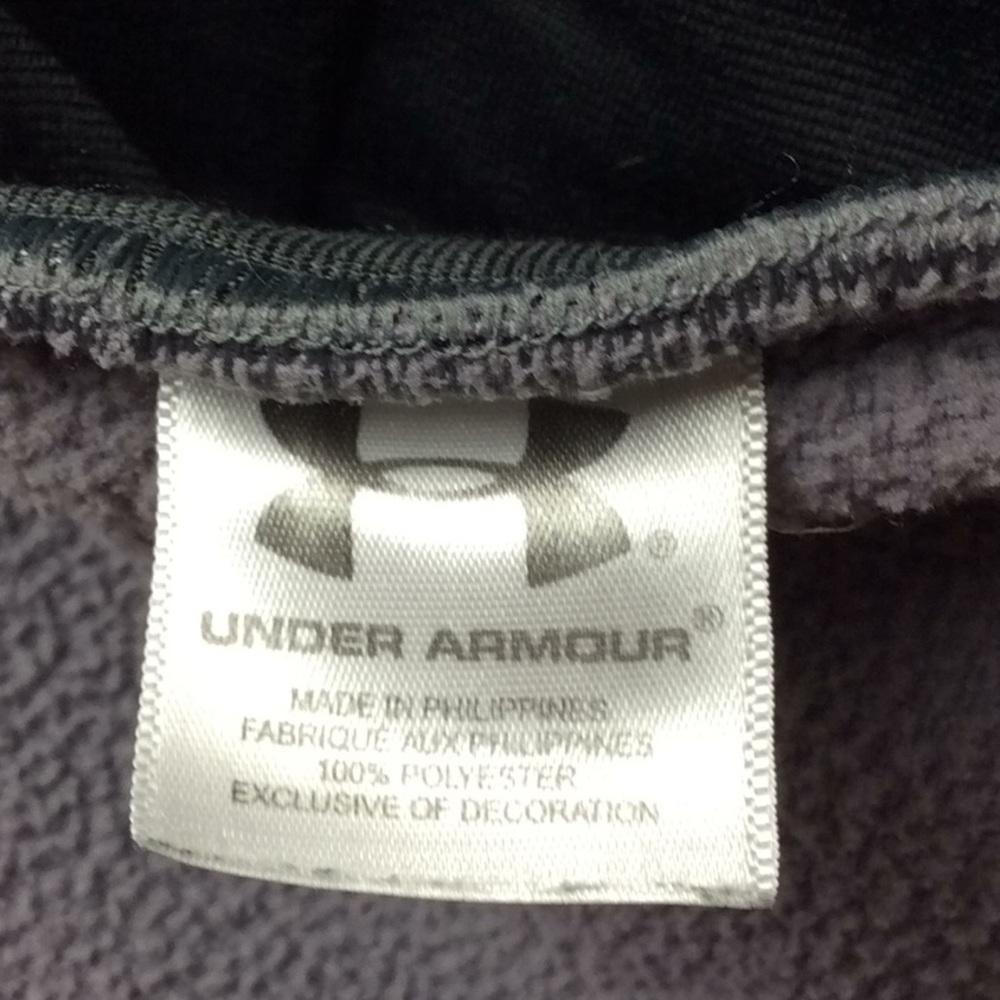 ®
UNDER ARMOUR®
MADE IN PHILIPPINES
FABRIQUE AUX PHILIPPINES
100% POLYESTER
EXCLUSIVE OF DECORATION